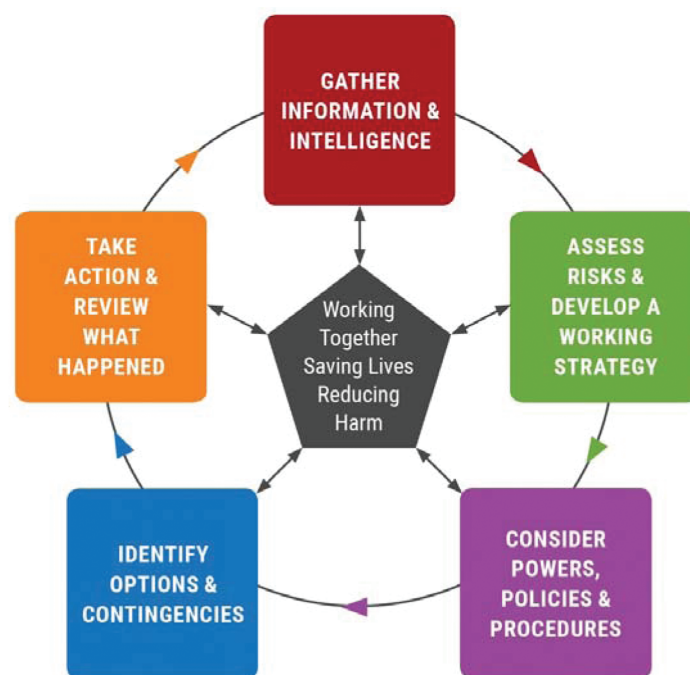 GATHER
INFORMATION &
INTELLIGENCE
ASSESS
RISKS &
DEVELOP A
WORKING
STRATEGY
CONSIDER
POWERS,
POLICIES &
PROCEDURES
IDENTIFY
OPTIONS &
CONTINGENCIES
TAKE
ACTION &
REVIEW
WHAT
HAPPENED
Working
Together
Saving Lives
Reducing
Harm